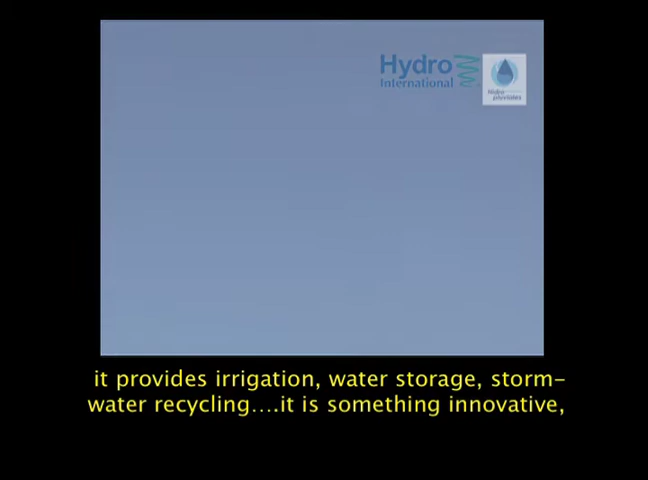 Hydro
International
it provides irrigation, water storage, storm-
water recycling….it is something innovative,